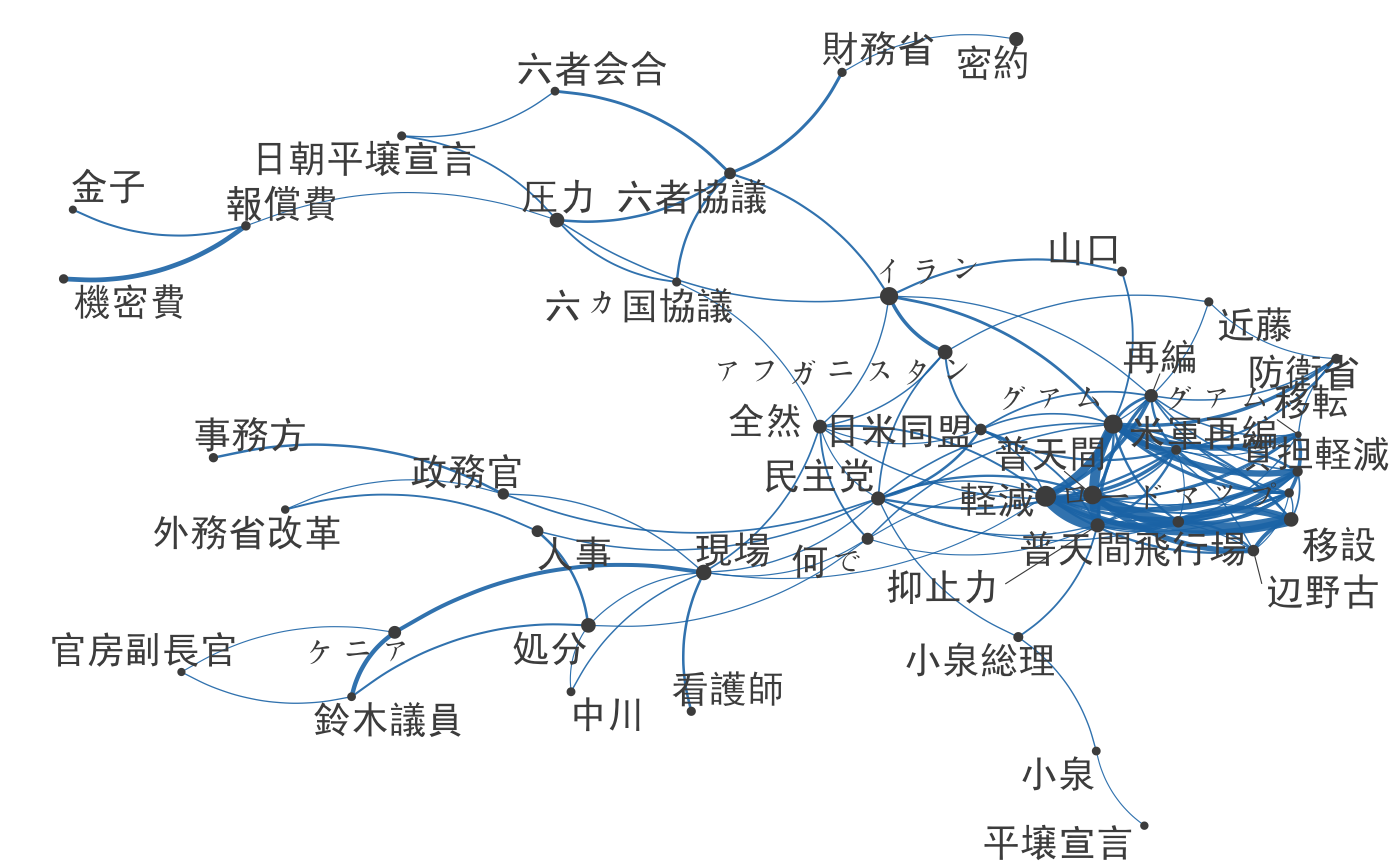 財務省
密約
六者会合
日朝平壌宣言
金子
報償費
圧力
六者協議
機密費
六カ国協議
イラン
山口
近藤
再編
防衛省
アフガニスタン
グアム
グアム移転
全然
日米同盟
米軍再編
事務方
普天間
負担軽減
政務官
民主党
軽減
ロードマップ
外務省改革
人事
現場
何で
普天間飛行場
移設
抑止力
辺野古
官房副長官
ケニア
処分
小泉総理
看護師
鈴木議員
中川
小泉
平壌宣言